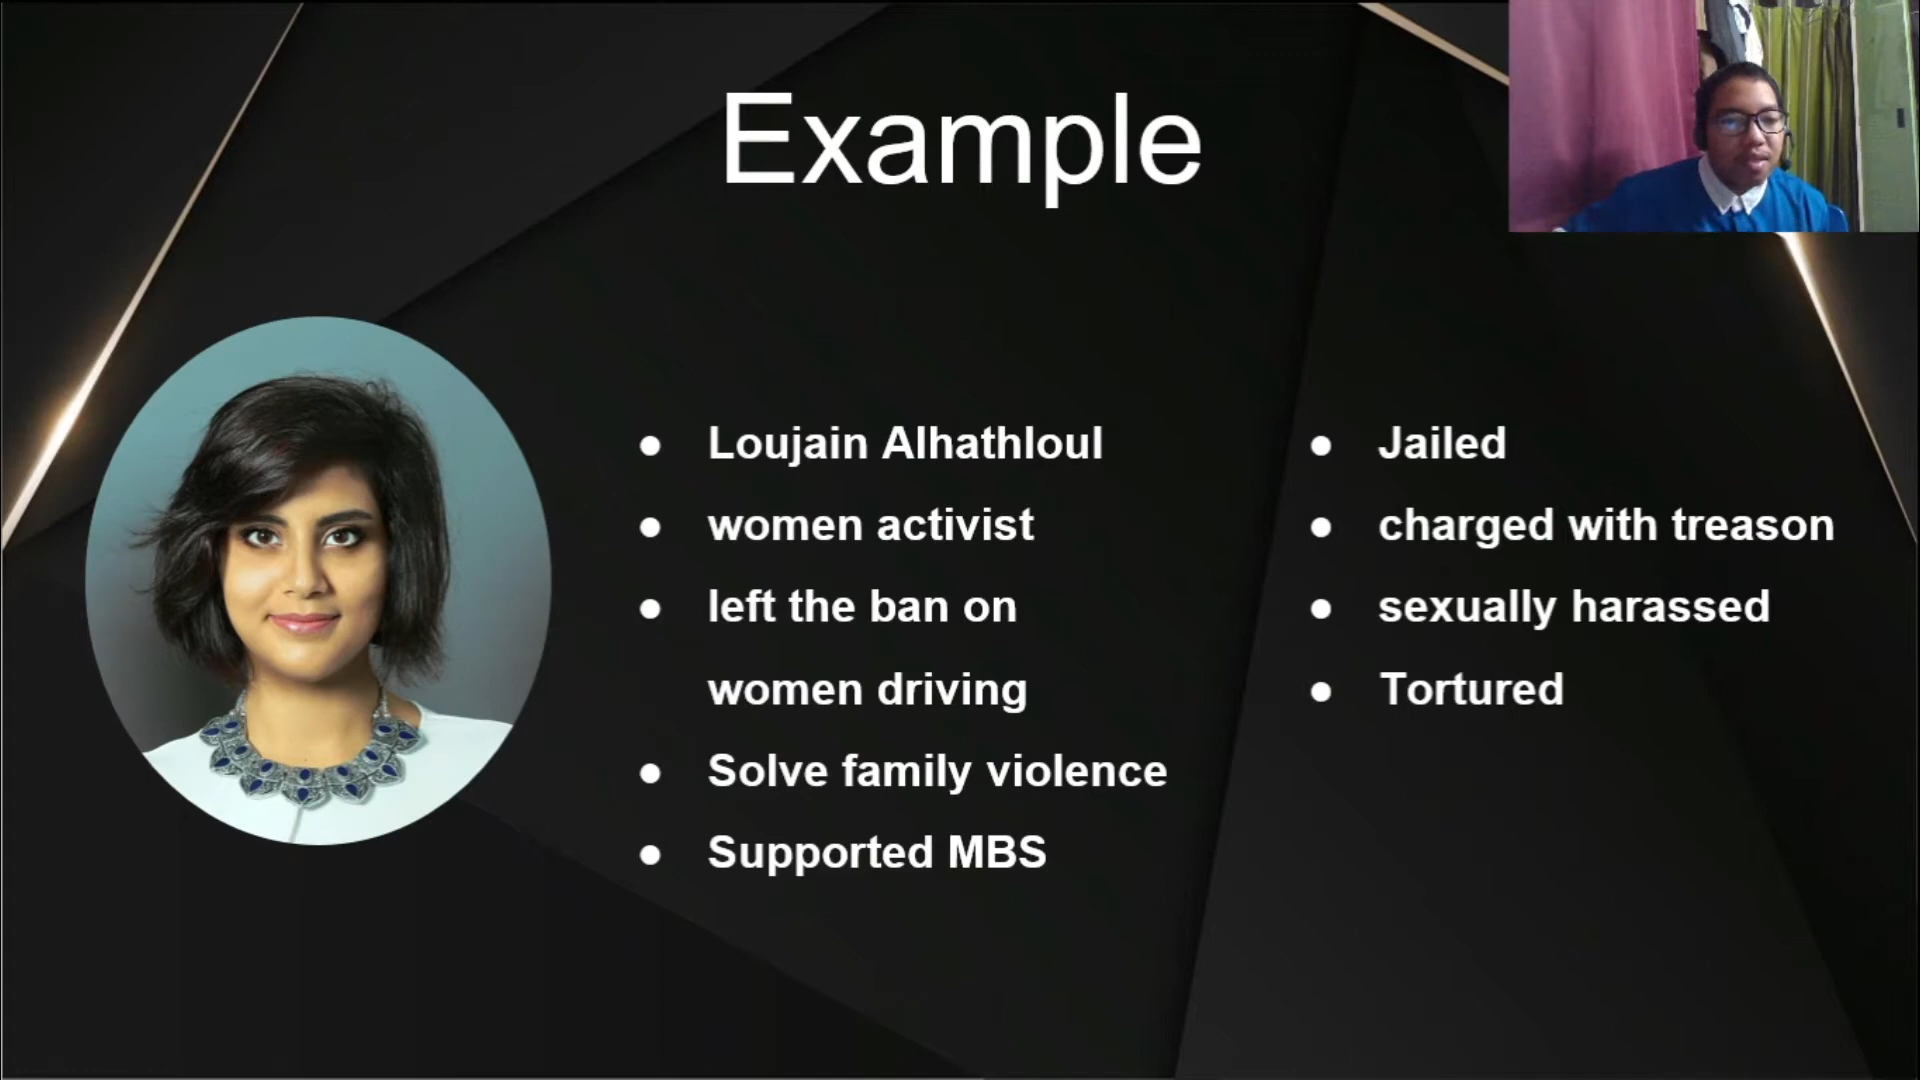 Example
● Loujain Alhathloul
● women activist
● left the ban on
women driving
● Solve family violence
● Supported MBS
● Jailed
● charged with treason
● sexually harassed
● Tortured